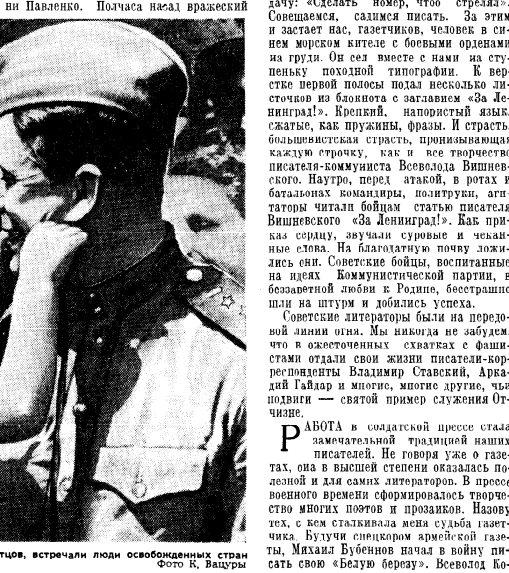 ни Павленко. Полчаса назад вражеский
тцов, встречали люди освобожденных стран
Фото К. Вацуры
дачу: «Сделать номер, чтоб стрелял».
Совещаемся, садимся писать. За этим
и застает нас, газетчиков, человек в си-
нем морском кителе с боевыми орденами
на груди. Он сел вместе с нами на сту-
пеньку походной типографии. К вер-
стке первой полосы подал несколько ли-
сточков из блокнота с заглавием «За Ле-
нинград!». Крепкий, напористый язык,
сжатые, как пружины, фразы. И страсть,
большевистская страсть, пронизывающая
каждую строчку, как и все творчество
писателя-коммуниста Всеволода Вишнев-
ского. Наутро, перед атакой, в ротах и
батальонах командиры, политруки, аги-
таторы читали бойцам статью писателя
Вишневского «За Ленинград!». Как при-
каз сердцу, звучали суровые и чекан-
ные слова. На благодатную почву ложи-
лись они. Советские бойцы, воспитанные
на идеях Коммунистической партии, в
беззаветной любви к Родине, бесстрашно
шли на штурм и добились успеха.
Советские литераторы были на передо-
вой линии огня. Мы никогда не забудем,
что в ожесточенных схватках с фаши-
стами отдали свои жизни писатели-кор-
респонденты Владимир Ставский, Арка-
дий Гайдар и многие, многие другие, чьи
подвиги — святой пример служения От-
чизне.
РАБОТА в солдатской прессе стала
замечательной традицией наших
писателей. Не говоря уже о газе-
тах, она в высшей степени оказалась по-
лезной и для самих литераторов. В прессе
военного времени сформировалось творче-
ство многих поэтов и прозаиков. Назову
тех, с кем сталкивала меня судьба газет-
чика. Будучи спецкором армейской газе-
ты, Михаил Бубеннов начал в войну пи-
сать свою «Белую березу». Всеволод Ко-